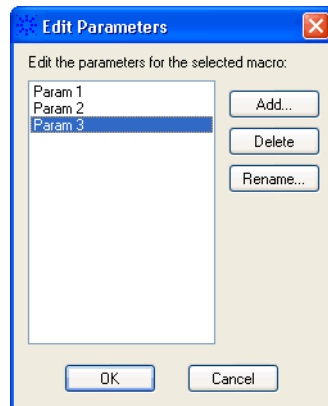 Edit Parameters
Edit the parameters for the selected macro:
Param 1
Param 2
Param 3
Add...
Delete
Rename...
OK
Cancel